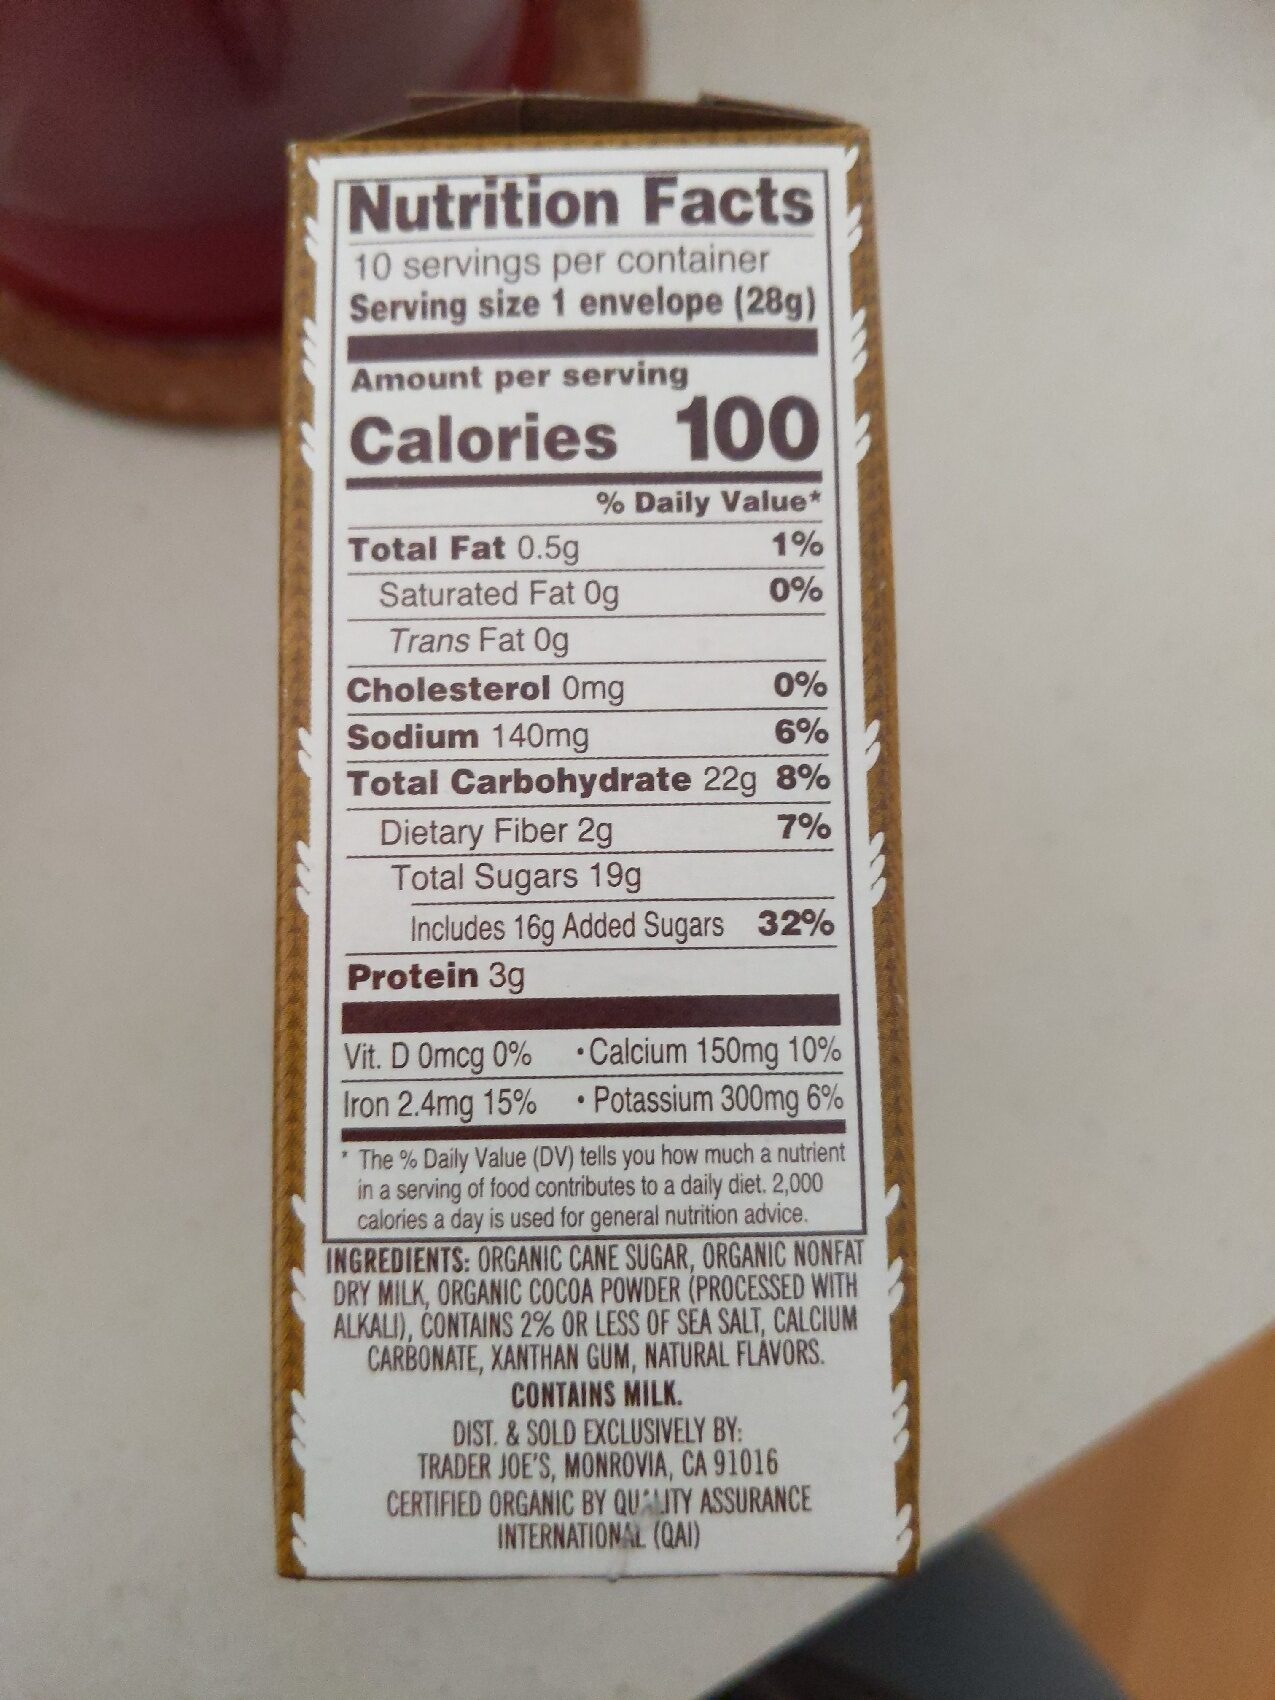 Nutrition Facts
10 servings per container
Serving size 1 envelope (28g)
Amount per serving
Calories 100
% Daily Value*
Total Fat 0.5g 1%
Saturated Fat 0g 0%
Trans Fat 0g
Cholesterol 0mg 0%
Sodium 140mg 6%
Total Carbohydrate 22g 8%
Dietary Fiber 2g 7%
Total Sugars 19g
Includes 16g Added Sugars 32%
Protein 3g
Vit. D 0mcg 0% • Calcium 150mg 10%
Iron 2.4mg 15% • Potassium 300mg 6%
* The % Daily Value (DV) tells you how much a nutrient
in a serving of food contributes to a daily diet. 2,000
calories a day is used for general nutrition advice.
INGREDIENTS: ORGANIC CANE SUGAR, ORGANIC NONFAT
DRY MILK, ORGANIC COCOA POWDER (PROCESSED WITH
ALKALI), CONTAINS 2% OR LESS OF SEA SALT, CALCIUM
CARBONATE, XANTHAN GUM, NATURAL FLAVORS.
CONTAINS MILK.
DIST. & SOLD EXCLUSIVELY BY:
TRADER JOE'S, MONROVIA, CA 91016
CERTIFIED ORGANIC BY QUALITY ASSURANCE
INTERNATIONAL (QAI)